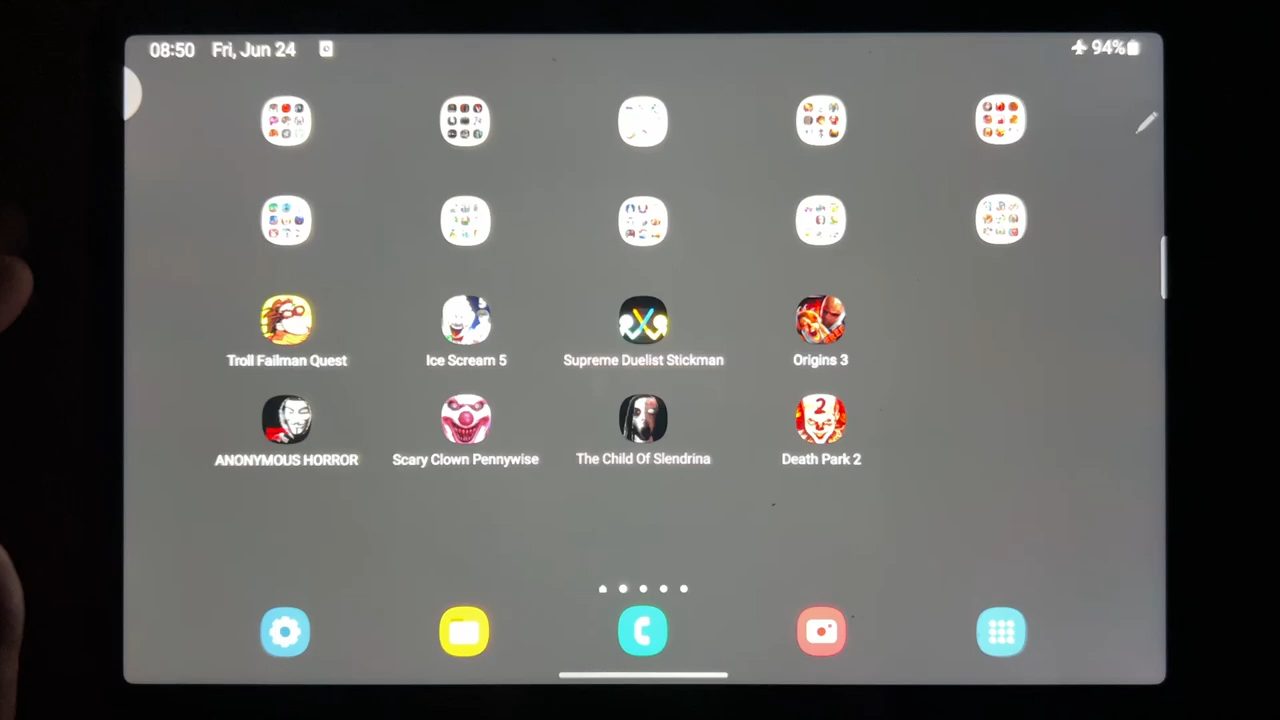 08:50 Fri, Jun 24 94%
Troll Failman Quest Ice Scream 5 Supreme Duelist Stickman Origins 3
2
ANONYMOUS HORROR Scary Clown Pennywise The Child Of Slendrina Death Park 2